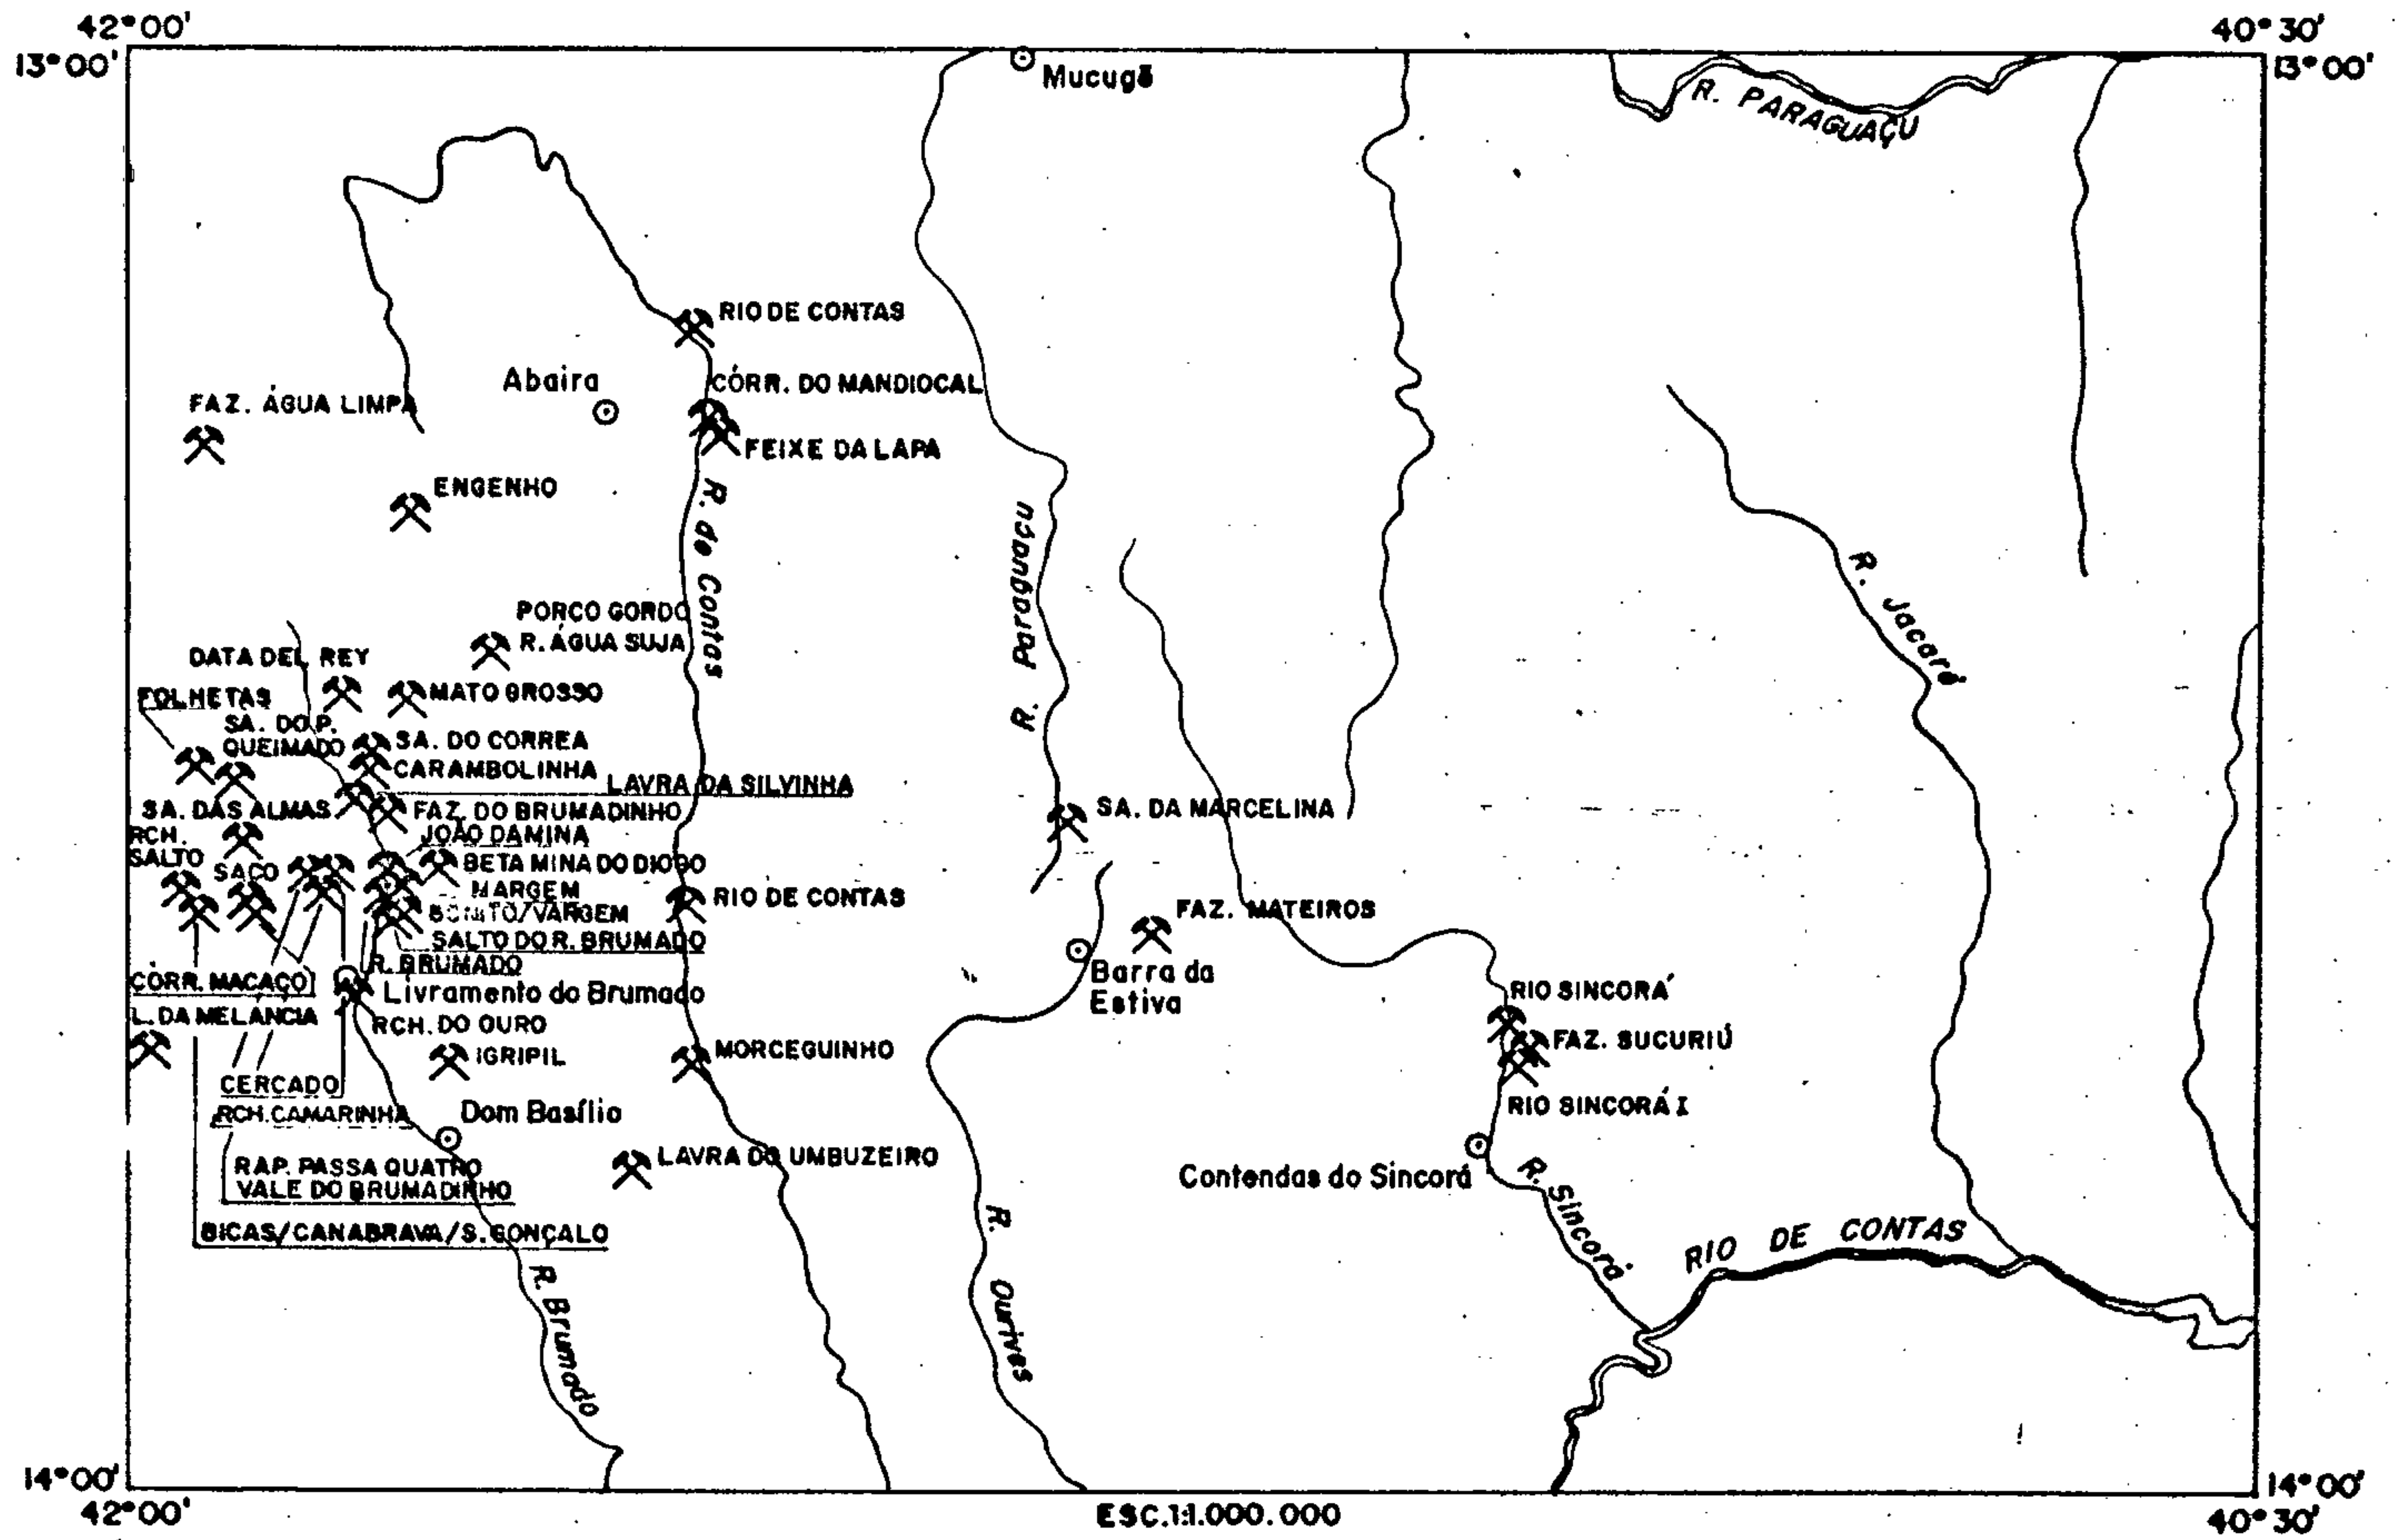 42°00'
40°30'
13°00'
13°00'
Mucugê
R. PARAGUAÇU
RIO DE CONTAS
Abaira
CÓRR. DO MANDIOCAL
FAZ. ÁGUA LIMPA
FEIXE DA LAPA
ENGENHO
R. de Contas
R. Paraguaçu
R. Jacaré
PORCO GORDO
R. ÁGUA SUJA
DATA DEL REY
FOLHETAS
MATO GROSSO
SA. DO P.
QUEIMADO
SA. DO CORREA
CARAMBOLINHA
LAVRA DA SILVINHA
SA. DAS ALMAS
FAZ. DO BRUMADINHO
SA. DA MARCELINA
RCH.
SALTO
JOÃO DAMINA
SACO
BETA MINA DO DIOGO
MARGEM
RIO DE CONTAS
BONITO/VARGEM
FAZ. MATEIROS
SALTO DO R. BRUMADO
R. BRUMADO
Barra da
Estiva
CÓRR. MACACO
Livramento do Brumado
RIO SINCORÁ
L. DA MELANCIA
RCH. DO OURO
FAZ. SUCURIÚ
IGRIPIL
MORCEGUINHO
CERCADO
RCH. CAMARINHA
Dom Basílio
RIO SINCORÁ I
RAP. PASSA QUATRO
VALE DO BRUMADINHO
LAVRA DO UMBUZEIRO
Contendas do Sincorá
R. Sincorá
BICAS/CANABRAVA/S. GONÇALO
R. Ourives
RIO DE CONTAS
R. Brumado
14°00'
14°00'
42°00'
ESC.1:1.000.000
40°30'